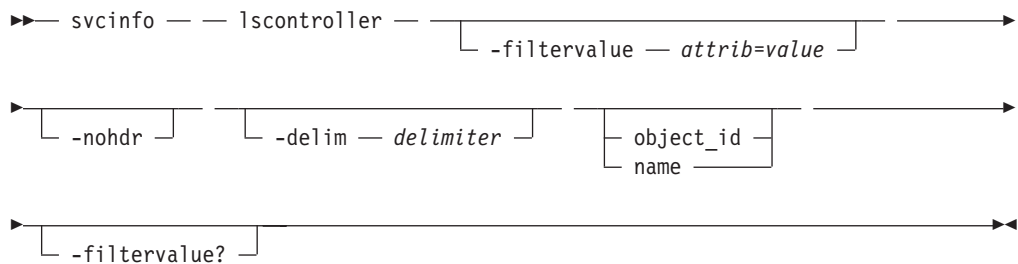 svcinfo lscontroller
-filtervalue attrib=value
-nohdr -delim delimiter object_id
name
-filtervalue?